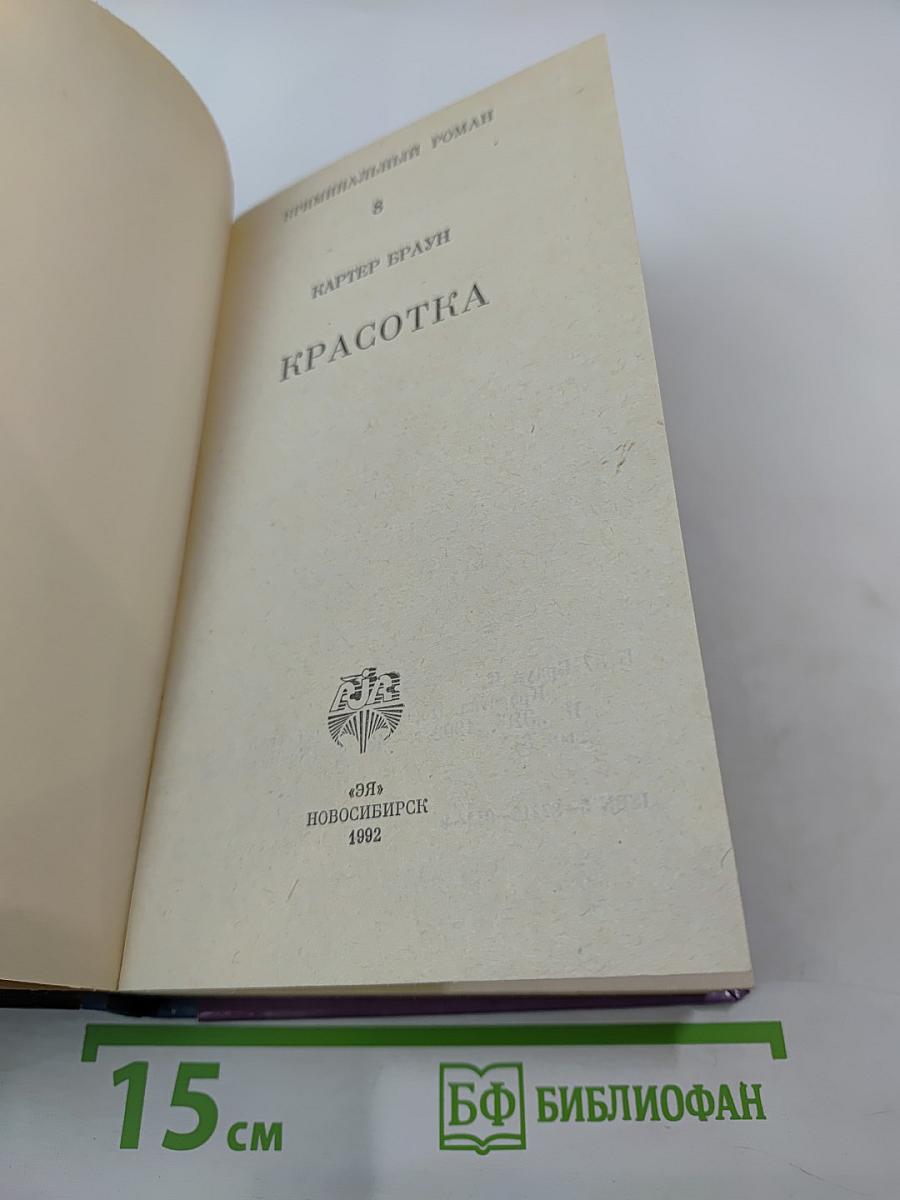 КРИМИНАЛЬНЫЙ РОМАН
8
КАРТЕР БРАУН
КРАСОТКА
«ЭЯ»
НОВОСИБИРСК
1992
15 см
БФ БИБЛИОФАН